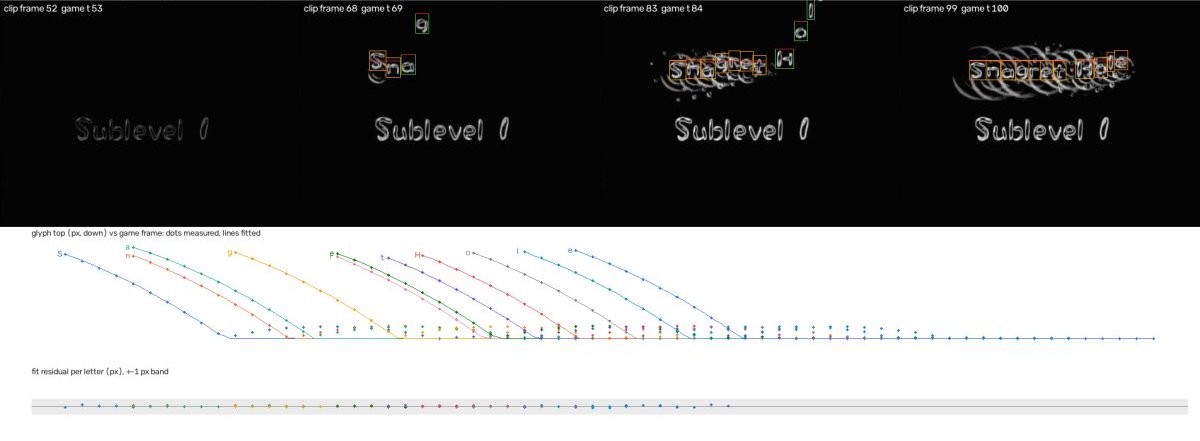 clip frame 52 game t 53
clip frame 68 game t 69
clip frame 83 game t 84
clip frame 99 game t 100
g
S n a
l
o
S n a g r e t H
Snagret Hole
Sublevel 1
Sublevel 1
Sublevel 1
Sublevel 1
glyph top (px, down) vs game frame: dots measured, lines fitted
S a n g e r t H o l e
fit residual per letter (px), +-1 px band